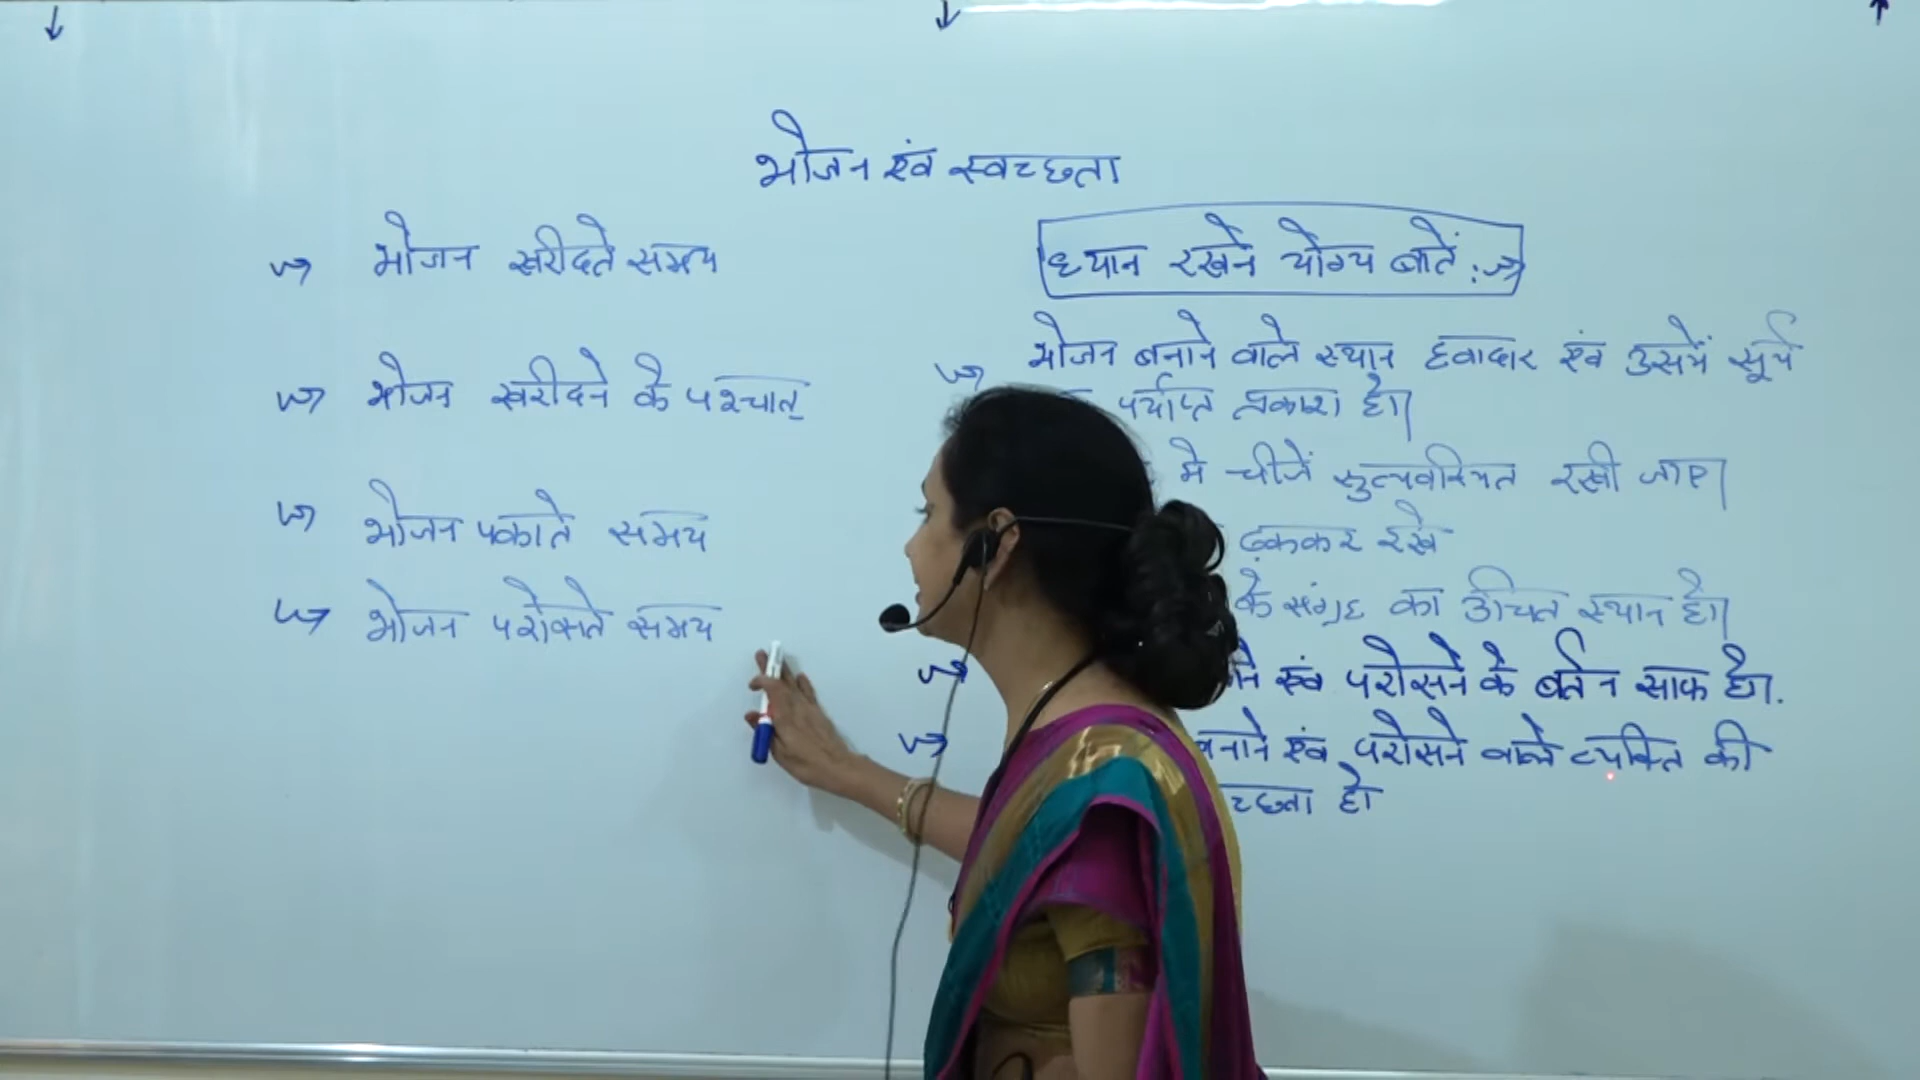 भोजन एवं स्वच्छता
भोजन खरीदते समय
भोजन खरीदने के पश्चात्
भोजन पकाते समय
भोजन परोसते समय
ध्यान रखने योग्य बातें :→
भोजन बनाने वाले स्थान हवादार एवं उसमें सूर्य
पर्याप्त प्रकाश हो।
में चीजें सुव्यवस्थित रखी जाए।
ढ़ककर रखे
के संग्रह का उचित स्थान हो।
एवं परोसने के बर्तन साफ हो.
बनाने एवं परोसने वाले व्यक्ति की
च्छता हो